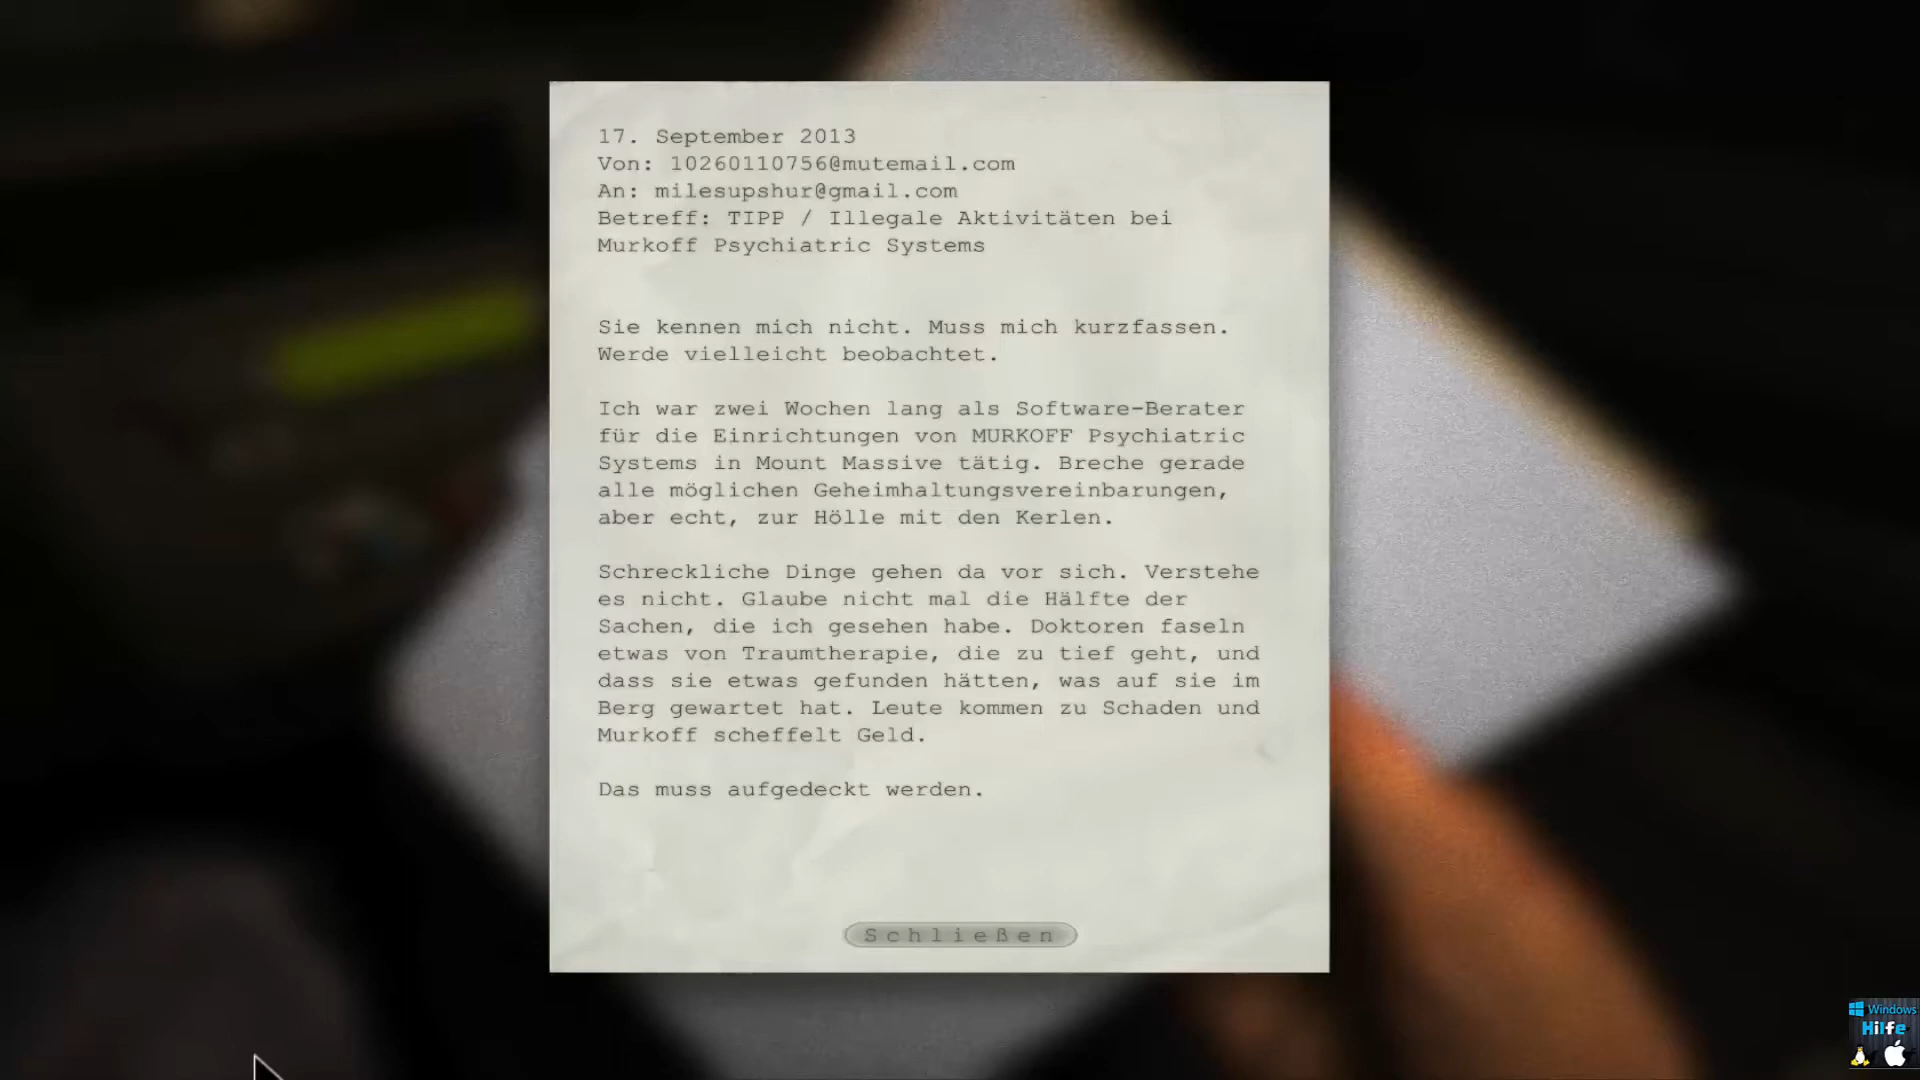 17. September 2013
Von: 10260110756@mutemail.com
An: milesupshur@gmail.com
Betreff: TIPP / Illegale Aktivitäten bei
Murkoff Psychiatric Systems
Sie kennen mich nicht. Muss mich kurzfassen.
Werde vielleicht beobachtet.
Ich war zwei Wochen lang als Software-Berater
für die Einrichtungen von MURKOFF Psychiatric
Systems in Mount Massive tätig. Breche gerade
alle möglichen Geheimhaltungsvereinbarungen,
aber echt, zur Hölle mit den Kerlen.
Schreckliche Dinge gehen da vor sich. Verstehe
es nicht. Glaube nicht mal die Hälfte der
Sachen, die ich gesehen habe. Doktoren faseln
etwas von Traumtherapie, die zu tief geht, und
dass sie etwas gefunden hätten, was auf sie im
Berg gewartet hat. Leute kommen zu Schaden und
Murkoff scheffelt Geld.
Das muss aufgedeckt werden.
Schließen
Windows
Hilfe